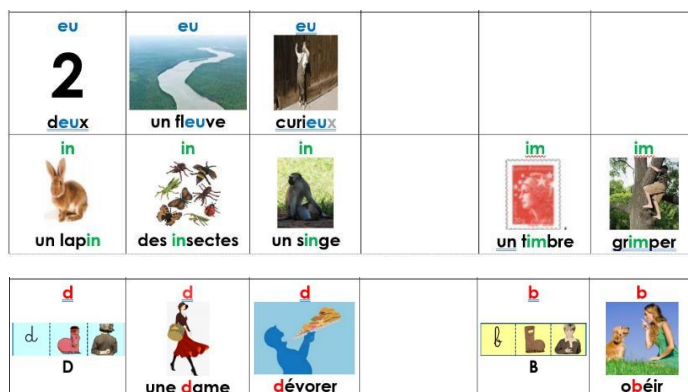 eu eu eu
2
deux un fleuve curieux
in in in im im
un lapin des insectes un singe un timbre grimper
d d d b b
d b
D B
une dame dévorer obéir